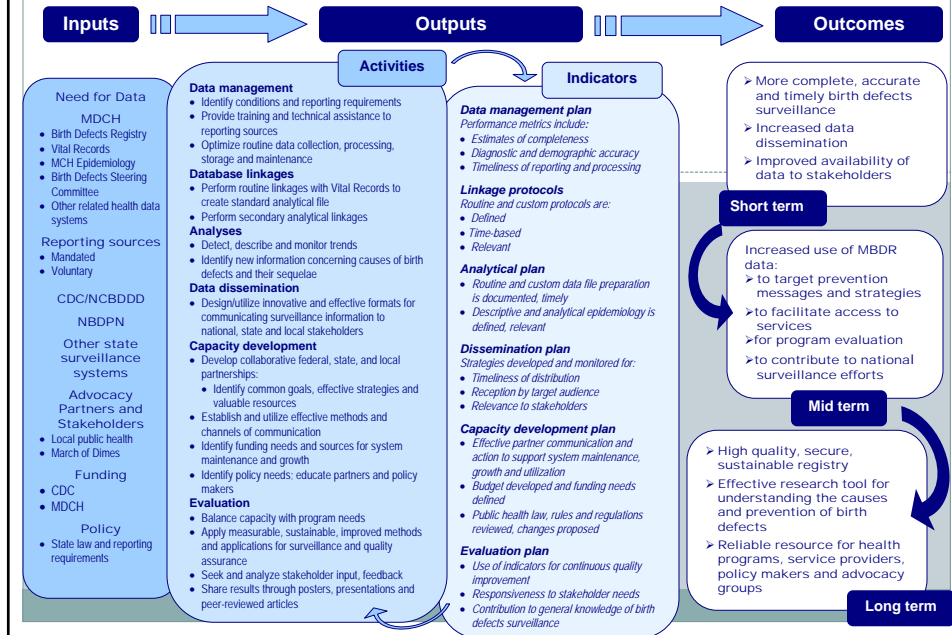 Inputs
Outputs
Outcomes
Need for Data
MDCH
• Birth Defects Registry
• Vital Records
• MCH Epidemiology
• Birth Defects Steering
Committee
• Other related health data
systems
Reporting sources
• Mandated
• Voluntary
CDC/NCBDDD
NBDPN
Other state
surveillance
systems
Advocacy
Partners and
Stakeholders
• Local public health
• March of Dimes
Funding
• CDC
• MDCH
Policy
• State law and reporting
requirements
Activities
Data management
• Identify conditions and reporting requirements
• Provide training and technical assistance to
reporting sources
• Optimize routine data collection, processing,
storage and maintenance
Database linkages
• Perform routine linkages with Vital Records to
create standard analytical file
• Perform secondary analytical linkages
Analyses
• Detect, describe and monitor trends
• Identify new information concerning causes of birth
defects and their sequelae
Data dissemination
• Design/utilize innovative and effective formats for
communicating surveillance information to
national, state and local stakeholders
Capacity development
• Develop collaborative federal, state, and local
partnerships:
• Identify common goals, effective strategies and
valuable resources
• Establish and utilize effective methods and
channels of communication
• Identify funding needs and sources for system
maintenance and growth
• Identify policy needs; educate partners and policy
makers
Evaluation
• Balance capacity with program needs
• Apply measurable, sustainable, improved methods
and applications for surveillance and quality
assurance
• Seek and analyze stakeholder input, feedback
• Share results through posters, presentations and
peer-reviewed articles
Indicators
Data management plan
Performance metrics include:
• Estimates of completeness
• Diagnostic and demographic accuracy
• Timeliness of reporting and processing
Linkage protocols
Routine and custom protocols are:
• Defined
• Time-based
• Relevant
Analytical plan
• Routine and custom data file preparation
is documented, timely
• Descriptive and analytical epidemiology is
defined, relevant
Dissemination plan
Strategies developed and monitored for:
• Timeliness of distribution
• Reception by target audience
• Relevance to stakeholders
Capacity development plan
• Effective partner communication and
action to support system maintenance,
growth and utilization
• Budget developed and funding needs
defined
• Public health law, rules and regulations
reviewed, changes proposed
Evaluation plan
• Use of indicators for continuous quality
improvement
• Responsiveness to stakeholder needs
• Contribution to general knowledge of birth
defects surveillance
➢ More complete, accurate
and timely birth defects
surveillance
➢ Increased data
dissemination
➢ Improved availability of
data to stakeholders
Short term
Increased use of MBDR
data:
➢ to target prevention
messages and strategies
➢to facilitate access to
services
➢for program evaluation
➢to contribute to national
surveillance efforts
Mid term
➢ High quality, secure,
sustainable registry
➢ Effective research tool for
understanding the causes
and prevention of birth
defects
➢ Reliable resource for health
programs, service providers,
policy makers and advocacy
groups
Long term